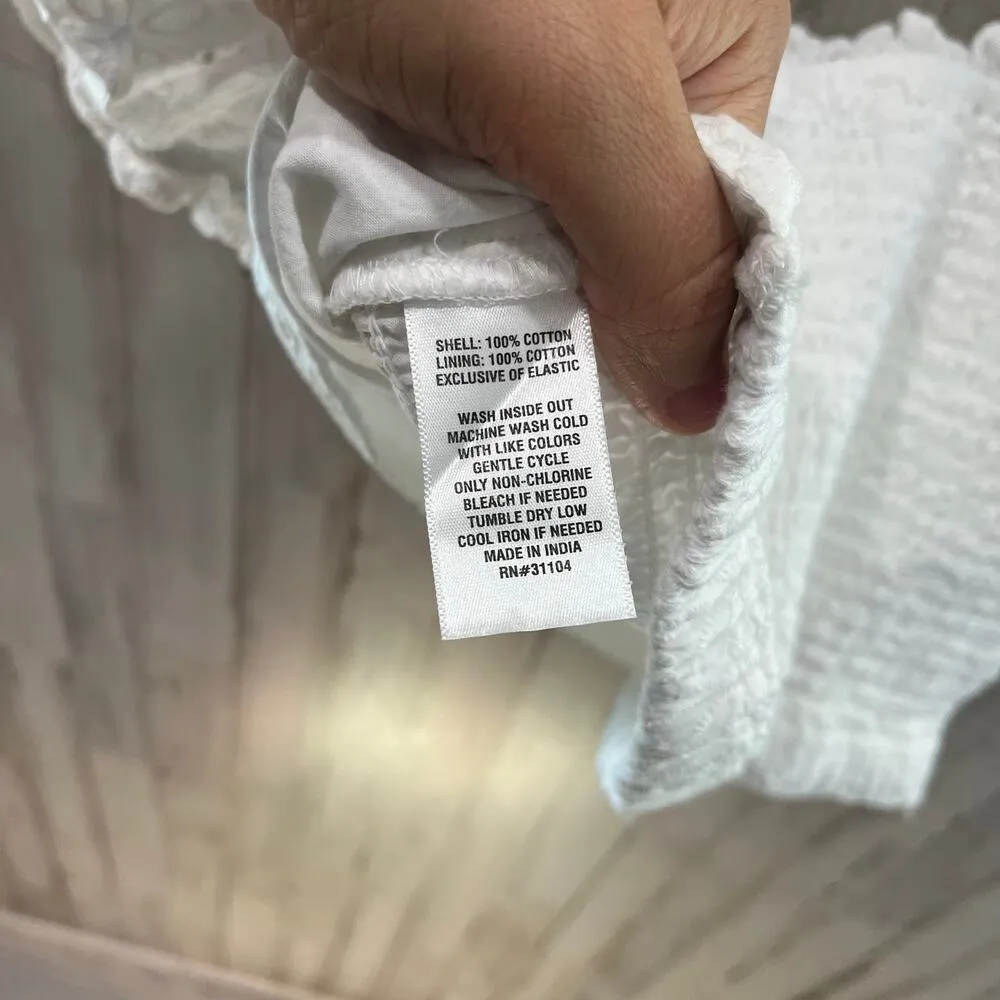 SHELL: 100% COTTON
LINING: 100% COTTON
EXCLUSIVE OF ELASTIC
WASH INSIDE OUT
MACHINE WASH COLD
WITH LIKE COLORS
GENTLE CYCLE
ONLY NON-CHLORINE
BLEACH IF NEEDED
TUMBLE DRY LOW
COOL IRON IF NEEDED
MADE IN INDIA
RN#31104